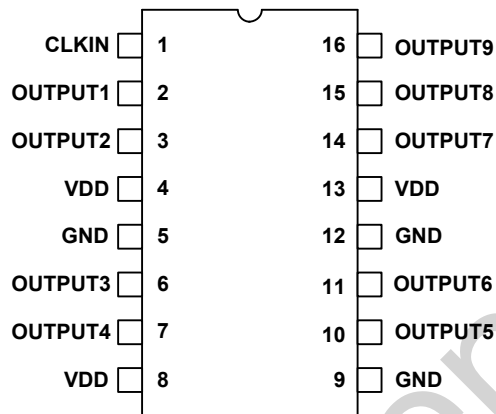 CLKIN 1 16 OUTPUT9
OUTPUT1 2 15 OUTPUT8
OUTPUT2 3 14 OUTPUT7
VDD 4 13 VDD
GND 5 12 GND
OUTPUT3 6 11 OUTPUT6
OUTPUT4 7 10 OUTPUT5
VDD 8 9 GND